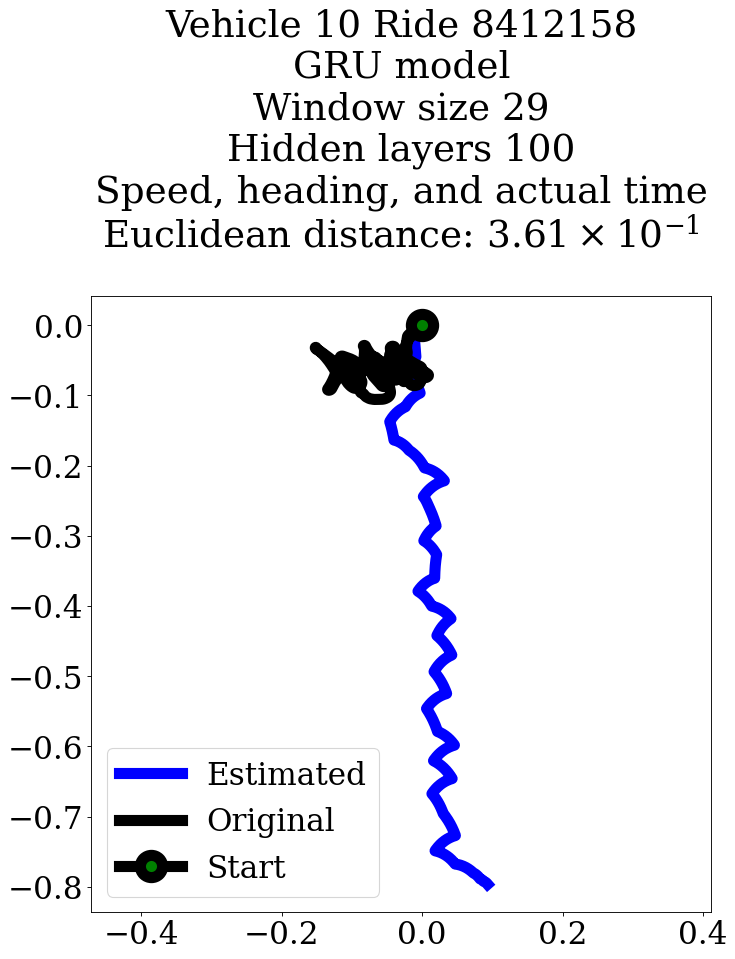 Vehicle 10 Ride 8412158
GRU model
Window size 29
Hidden layers 100
Speed, heading, and actual time
Euclidean distance: 3.61 × 10⁻¹
0.0
−0.1
−0.2
−0.3
−0.4
−0.5
−0.6
−0.7
−0.8
Estimated
Original
Start
−0.4 −0.2 0.0 0.2 0.4